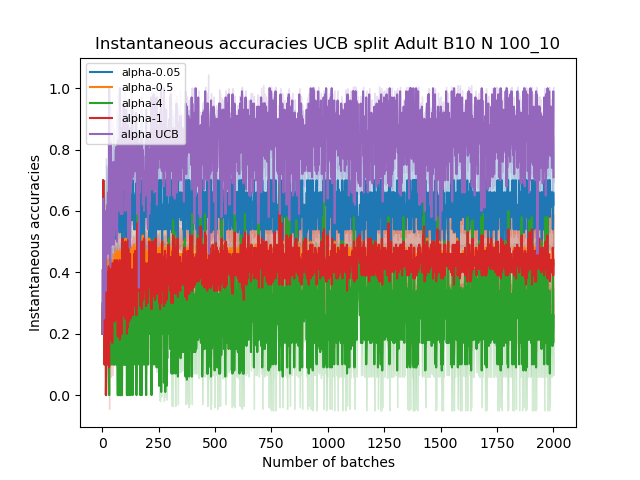 Instantaneous accuracies UCB split Adult B10 N 100_10
alpha-0.05
alpha-0.5
alpha-4
alpha-1
alpha UCB
1.0
0.8
0.6
0.4
0.2
0.0
Instantaneous accuracies
0 250 500 750 1000 1250 1500 1750 2000
Number of batches